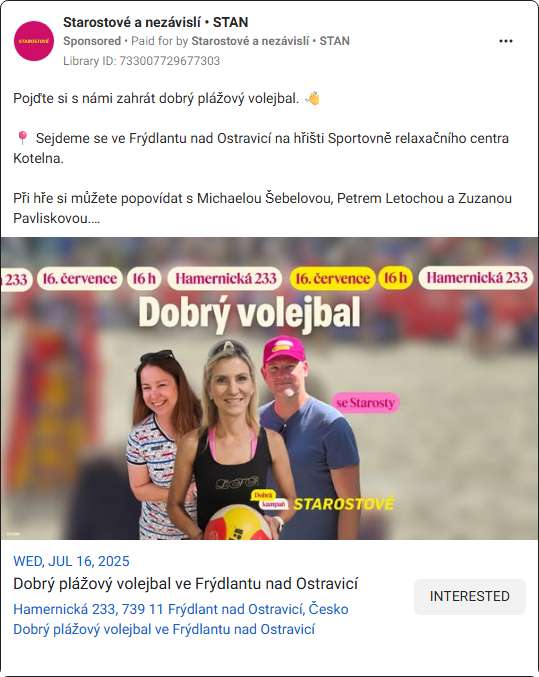 Starostové a nezávislí • STAN
Sponsored • Paid for by Starostové a nezávislí • STAN
Library ID: 733007729677303
STAROSTOVÉ
Pojďte si s námi zahrát dobrý plážový volejbal. 👋
📍 Sejdeme se ve Frýdlantu nad Ostravicí na hřišti Sportovně relaxačního centra
Kotelna.
Při hře si můžete popovídat s Michaelou Šebelovou, Petrem Letochou a Zuzanou
Pavliskovou....
233 16. července 16 h Hamernická 233 16. července 16 h Hamernická 233
Dobrý volejbal
se Starosty
Dobrá
kampaň
STAROSTOVÉ
WED, JUL 16, 2025
Dobrý plážový volejbal ve Frýdlantu nad Ostravicí
Hamernická 233, 739 11 Frýdlant nad Ostravicí, Česko
Dobrý plážový volejbal ve Frýdlantu nad Ostravicí
INTERESTED